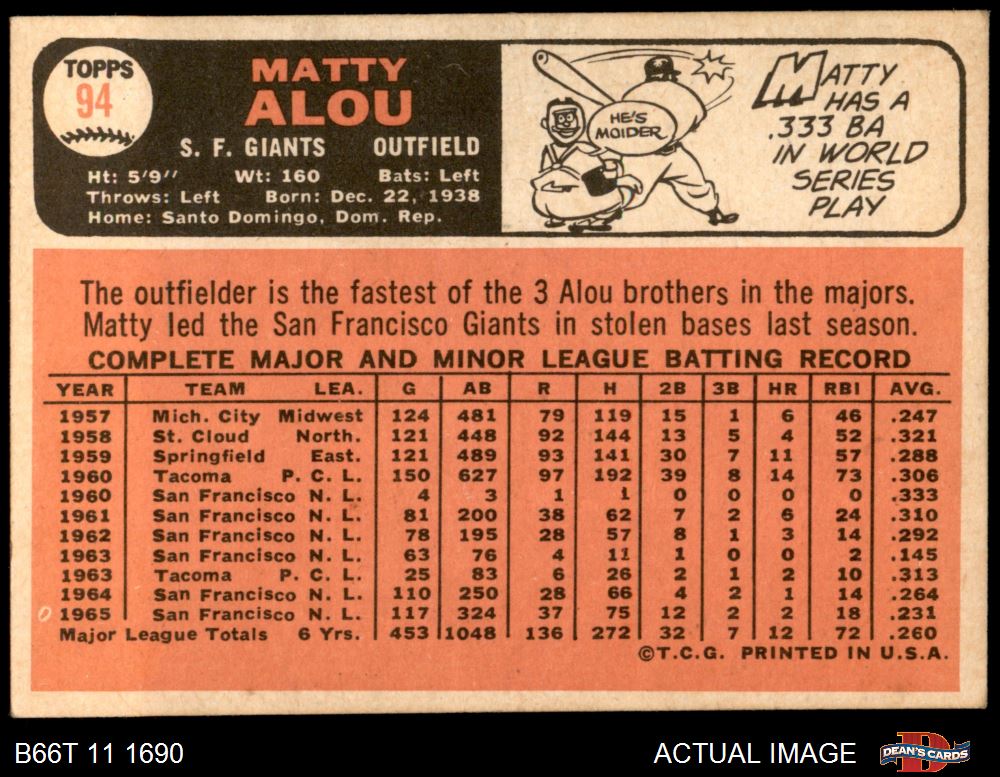 TOPPS
94
MATTY
ALOU
S. F. GIANTS OUTFIELD
Ht: 5'9" Wt: 160 Bats: Left
Throws: Left Born: Dec. 22, 1938
Home: Santo Domingo, Dom. Rep.
HE'S
MOIDER
MATTY
HAS A
.333 BA
IN WORLD
SERIES
PLAY
The outfielder is the fastest of the 3 Alou brothers in the majors.
Matty led the San Francisco Giants in stolen bases last season.
COMPLETE MAJOR AND MINOR LEAGUE BATTING RECORD
YEAR TEAM LEA. G AB R H 2B 3B HR RBI AVG.
1957 Mich. City Midwest 124 481 79 119 15 1 6 46 .247
1958 St. Cloud North. 121 448 92 144 13 5 4 52 .321
1959 Springfield East. 121 489 93 141 30 7 11 57 .288
1960 Tacoma P. C. L. 150 627 97 192 39 8 14 73 .306
1960 San Francisco N. L. 4 3 1 1 0 0 0 0 .333
1961 San Francisco N. L. 81 200 38 62 7 2 6 24 .310
1962 San Francisco N. L. 78 195 28 57 8 1 3 14 .292
1963 San Francisco N. L. 63 76 4 11 1 0 0 2 .145
1963 Tacoma P. C. L. 25 83 6 26 2 1 2 10 .313
1964 San Francisco N. L. 110 250 28 66 4 2 1 14 .264
1965 San Francisco N. L. 117 324 37 75 12 2 2 18 .231
Major League Totals 6 Yrs. 453 1048 136 272 32 7 12 72 .260
©T.C.G. PRINTED IN U.S.A.
B66T 11 1690
ACTUAL IMAGE
DEAN'S CARDS